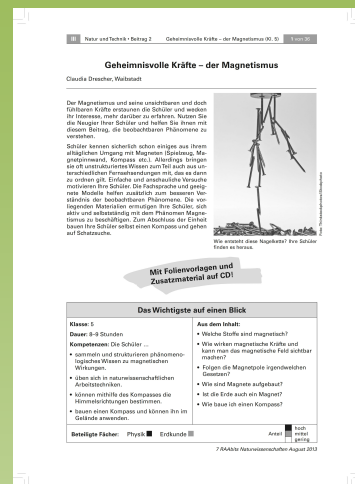 III Natur und Technik • Beitrag 2 Geheimnisvolle Kräfte – der Magnetismus (Kl. 5) 1 von 30
Geheimnisvolle Kräfte – der Magnetismus
Claudia Drescher, Waibstadt
Der Magnetismus und seine unsichtbaren und doch
fühlbaren Kräfte erstaunen die Schüler und wecken
ihr Interesse, mehr darüber zu erfahren. Nutzen Sie
die Neugier Ihrer Schüler und helfen Sie ihnen mit
diesem Beitrag, die beobachtbaren Phänomene zu
verstehen.
Schüler kennen sicherlich schon einiges aus ihrem
alltäglichen Umgang mit Magneten (Spielzeug, Ma-
gnetpinnwand, Kompass etc.). Allerdings bringen
sie oft unstrukturiertes Wissen zum Teil auch aus un-
terschiedlichen Fernsehsendungen mit, das es dann
zu ordnen gilt. Einfache und anschauliche Versuche
motivieren Ihre Schüler. Die Fachsprache und geeig-
nete Modelle helfen zusätzlich zum besseren Ver-
ständnis der beobachtbaren Phänomene. Die vor-
liegenden Materialien ermutigen Ihre Schüler, sich
aktiv und selbstständig mit dem Phänomen Magne-
tismus zu beschäftigen. Zum Abschluss der Einheit
bauen Ihre Schüler selbst einen Kompass und gehen
auf Schatzsuche.
Wie entsteht diese Nagelkette? Ihre Schüler
finden es heraus.
Mit Folienvorlagen und
Zusatzmaterial auf CD!
Das Wichtigste auf einen Blick
Klasse: 5
Dauer: 8–9 Stunden
Kompetenzen: Die Schüler …
• sammeln und strukturieren phänomeno-
logisches Wissen zu magnetischen
Wirkungen.
• üben sich in naturwissenschaftlichen
Arbeitstechniken.
• können mithilfe des Kompasses die
Himmelsrichtungen bestimmen.
• bauen einen Kompass und können ihn im
Gelände anwenden.
Aus dem Inhalt:
• Welche Stoffe sind magnetisch?
• Wie wirken magnetische Kräfte und
kann man das magnetische Feld sichtbar
machen?
• Folgen die Magnetpole irgendwelchen
Gesetzen?
• Wie sind Magnete aufgebaut?
• Ist die Erde auch ein Magnet?
• Wie baue ich einen Kompass?
Beteiligte Fächer: Physik Erdkunde Anteil hoch
mittel
gering
7 RAAbits Naturwissenschaften August 2013